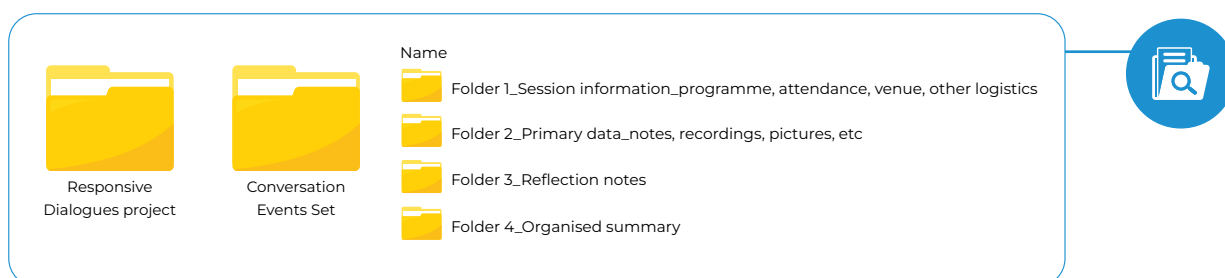 Responsive
Dialogues project
Conversation
Events Set
Name
Folder 1_Session information_programme, attendance, venue, other logistics
Folder 2_Primary data_notes, recordings, pictures, etc
Folder 3_Reflection notes
Folder 4_Organised summary